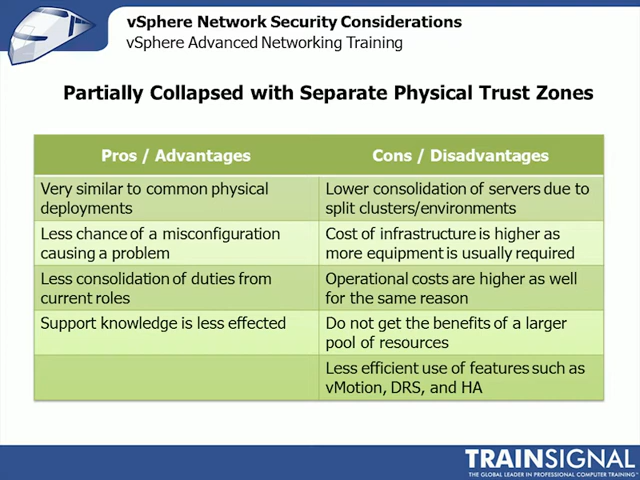 vSphere Network Security Considerations
vSphere Advanced Networking Training
Partially Collapsed with Separate Physical Trust Zones
Pros / Advantages
Cons / Disadvantages
Very similar to common physical
deployments
Lower consolidation of servers due to
split clusters/environments
Less chance of a misconfiguration
causing a problem
Cost of infrastructure is higher as
more equipment is usually required
Less consolidation of duties from
current roles
Operational costs are higher as well
for the same reason
Support knowledge is less effected
Do not get the benefits of a larger
pool of resources
Less efficient use of features such as
vMotion, DRS, and HA
TRAINSIGNAL
THE GLOBAL LEADER IN PROFESSIONAL COMPUTER TRAINING